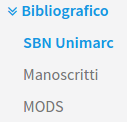 Bibliografico
SBN Unimarc
Manoscritti
MODS